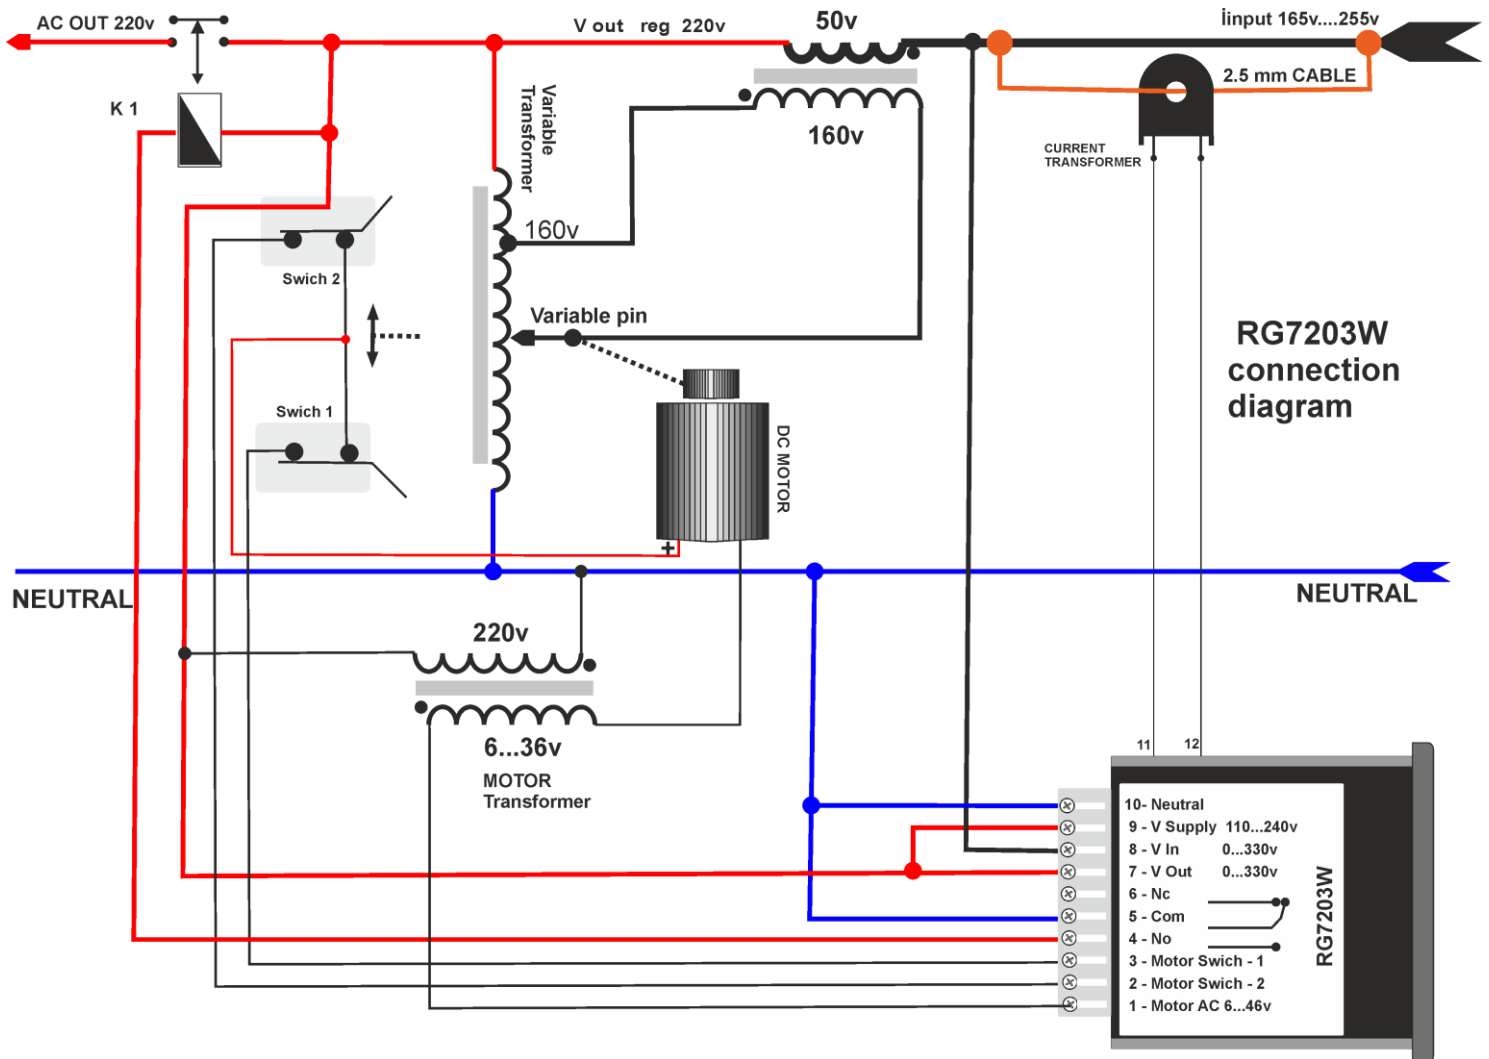 AC OUT 220v
V out reg 220v
50v
İinput 165v....255v
2.5 mm CABLE
K 1
Variable
Transformer
160v
CURRENT
TRANSFORMER
160v
Swich 2
Variable pin
RG7203W
connection
diagram
Swich 1
DC MOTOR
+
NEUTRAL
NEUTRAL
220v
6...36v
MOTOR
Transformer
11
12
10- Neutral
9 - V Supply 110...240v
8 - V In 0...330v
7 - V Out 0...330v
6 - Nc
5 - Com
4 - No
3 - Motor Swich - 1
2 - Motor Swich - 2
1 - Motor AC 6...46v
RG7203W